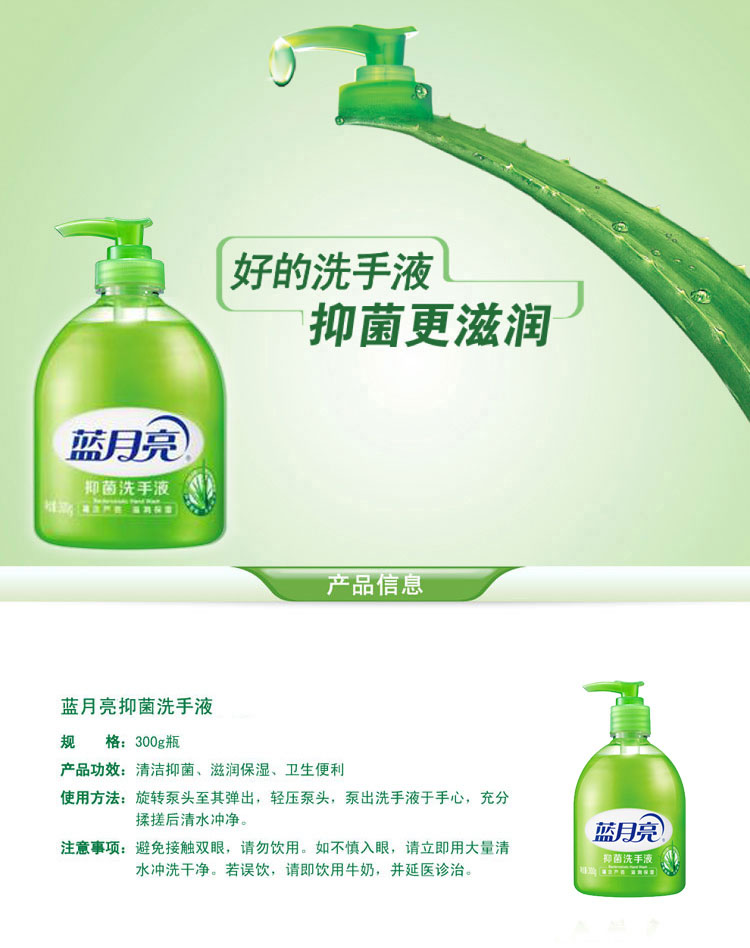 好的洗手液
抑菌更滋润
蓝月亮
抑菌洗手液
300g
产品信息
蓝月亮抑菌洗手液
规 格：300g瓶
产品功效：清洁抑菌、滋润保湿、卫生便利
使用方法：旋转泵头至其弹出，轻压泵头，泵出洗手液于手心，充分
揉搓后清水冲净。
注意事项：避免接触双眼，请勿饮用。如不慎入眼，请立即用大量清
水冲洗干净。若误饮，请即饮用牛奶，并延医诊治。
蓝月亮
抑菌洗手液